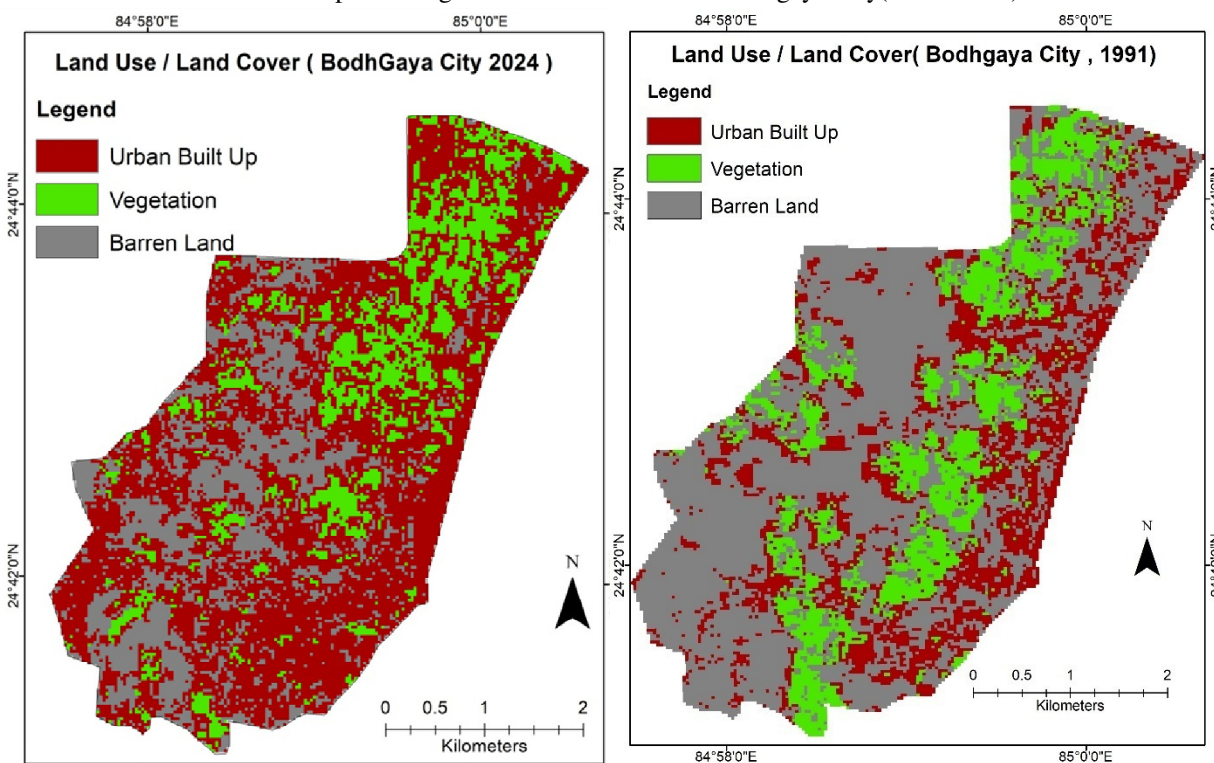 84°58'0"E 85°0'0"E
Land Use / Land Cover ( BodhGaya City 2024 )
Legend
Urban Built Up
Vegetation
Barren Land
24°44'0"N
24°42'0"N
N
0 0.5 1 2
Kilometers
84°58'0"E 85°0'0"E
Land Use / Land Cover( Bodhgaya City , 1991)
Legend
Urban Built Up
Vegetation
Barren Land
24°44'0"N
24°42'0"N
N
0 0.5 1 2
Kilometers
84°58'0"E 85°0'0"E